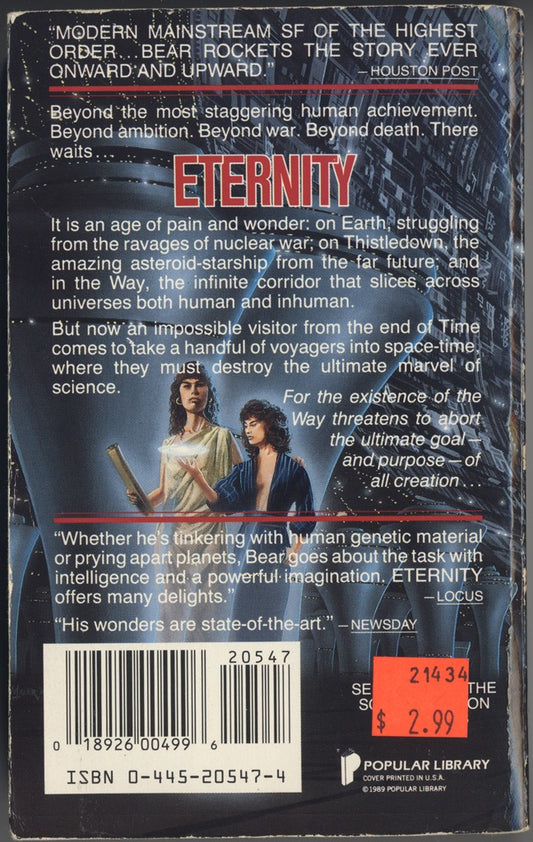 “MODERN MAINSTREAM SF OF THE HIGHEST
ORDER...BEAR ROCKETS THE STORY EVER
ONWARD AND UPWARD.” —HOUSTON POST
Beyond the most staggering human achievement.
Beyond ambition. Beyond war. Beyond death. There
waits...
ETERNITY
It is an age of pain and wonder: on Earth, struggling
from the ravages of nuclear war; on Thistledown, the
amazing asteroid-starship from the far future; and
in the Way, the infinite corridor that slices across
universes both human and inhuman.
But now an impossible visitor from the end of Time
comes to take a handful of voyagers into space-time,
where they must destroy the ultimate marvel of
science.
For the existence of the
Way threatens to abort
the ultimate goal—
and purpose—of
all creation...
“Whether he's tinkering with human genetic material
or prying apart planets, Bear goes about the task with
intelligence and a powerful imagination. ETERNITY
offers many delights.” —LOCUS
“His wonders are state-of-the-art.” —NEWSDAY
20547
0 18926 00499 6
ISBN 0-445-20547-4
SE THE
SC ON
21434
$ 2.99
POPULAR LIBRARY
COVER PRINTED IN U.S.A.
©1989 POPULAR LIBRARY